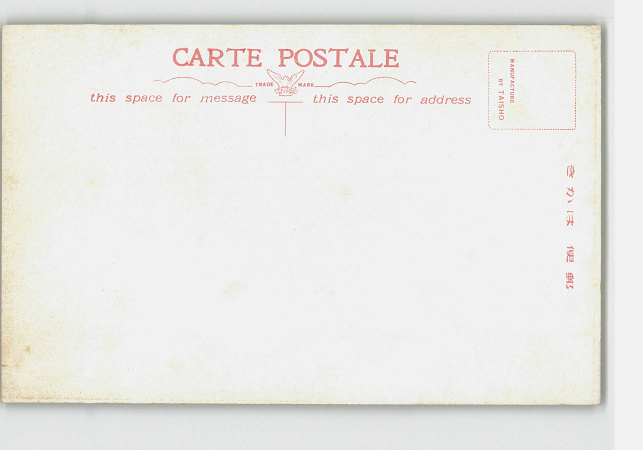 CARTE POSTALE
TRADE MARK
this space for message
this space for address
MANUFACTURE
BY TAISHO
きかは便郵